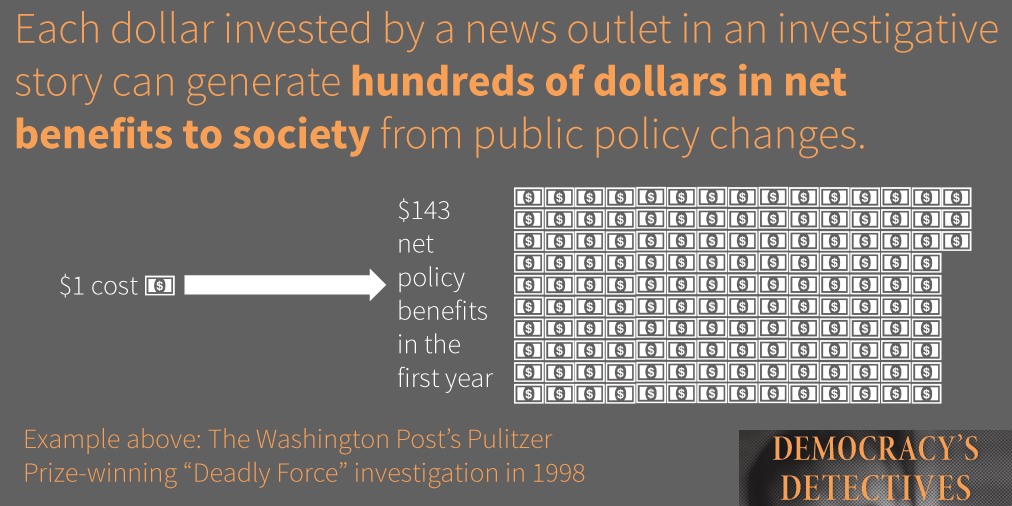 Each dollar invested by a news outlet in an investigative
story can generate hundreds of dollars in net
benefits to society from public policy changes.
$1 cost
$143
net
policy
benefits
in the
first year
Example above: The Washington Post’s Pulitzer
Prize-winning “Deadly Force” investigation in 1998
DEMOCRACY’S
DETECTIVES